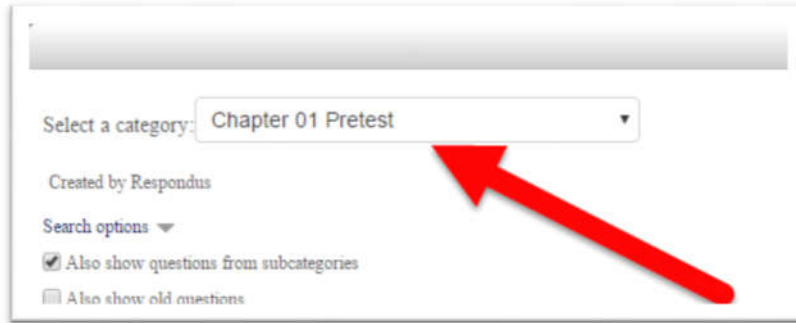 Select a category: Chapter 01 Pretest
Created by Respondus
Search options
Also show questions from subcategories
Also show old questions